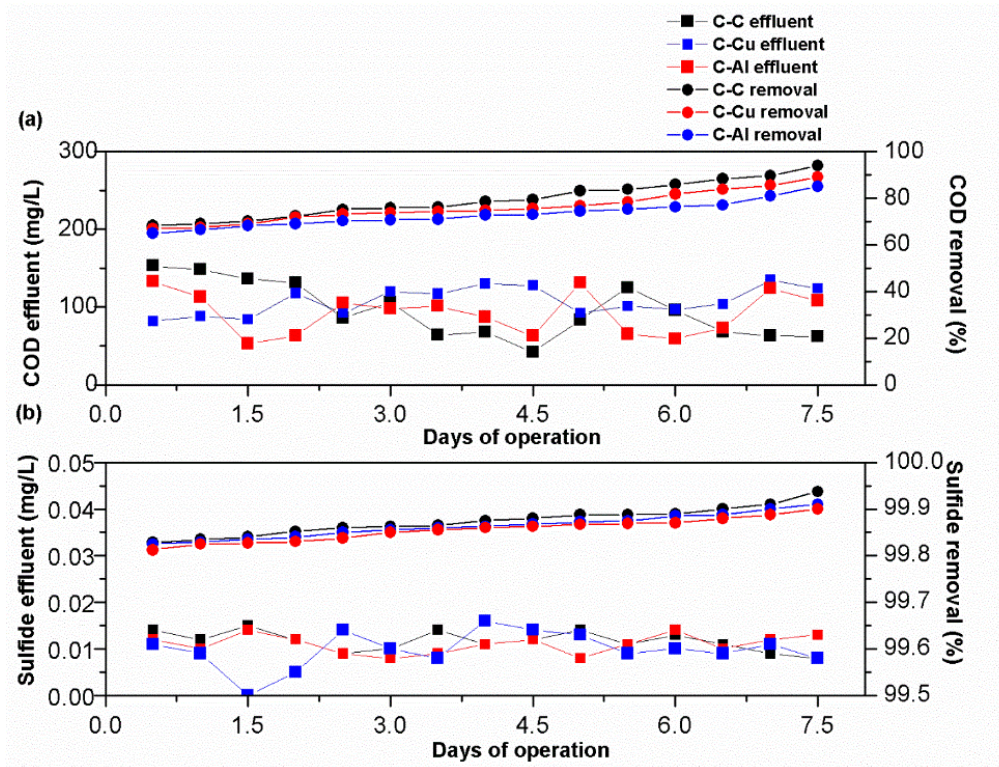 C-C effluent
C-Cu effluent
C-Al effluent
C-C removal
C-Cu removal
C-Al removal
(a)
300
200
100
0
COD effluent (mg/L)
100
80
60
40
20
0
COD removal (%)
0.0 1.5 3.0 4.5 6.0 7.5
Days of operation
(b)
0.05
0.04
0.03
0.02
0.01
0.00
Sulfide effluent (mg/L)
100.0
99.9
99.8
99.7
99.6
99.5
Sulfide removal (%)
0.0 1.5 3.0 4.5 6.0 7.5
Days of operation